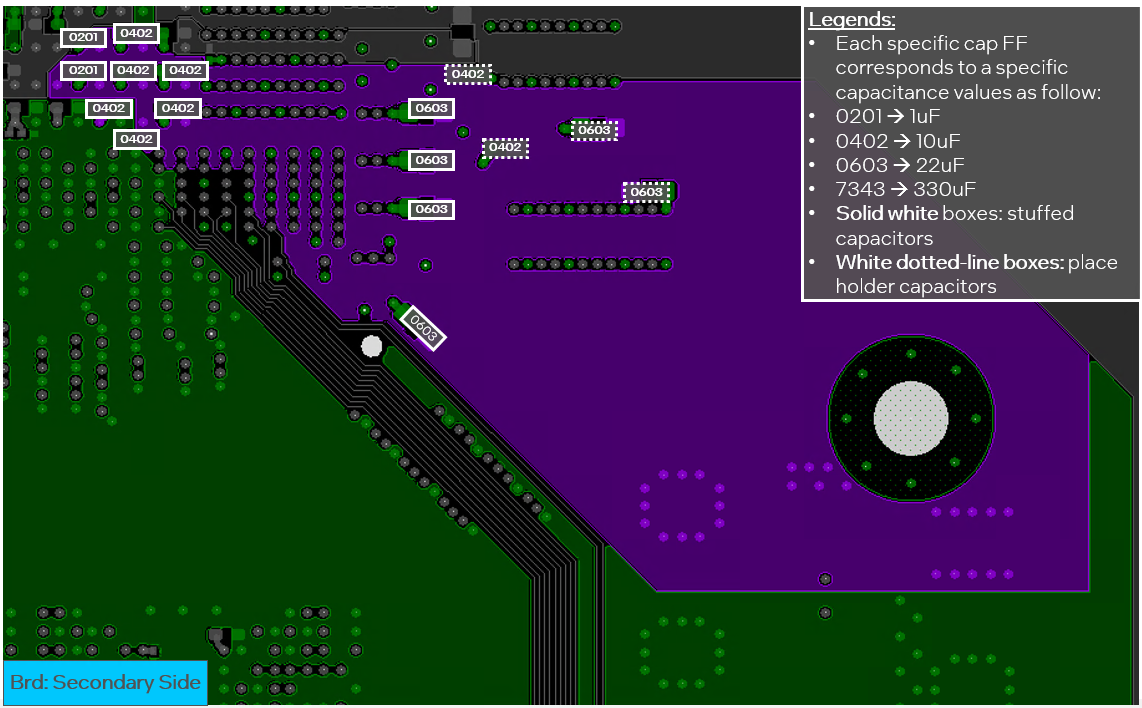 0201
0402
0201
0402
0402
0402
0402
0402
0402
0603
0603
0402
0603
0603
0603
0603
Legends:
• Each specific cap FF
corresponds to a specific
capacitance values as follow:
• 0201 → 1uF
• 0402 → 10uF
• 0603 → 22uF
• 7343 → 330uF
• Solid white boxes: stuffed
capacitors
• White dotted-line boxes: place
holder capacitors
Brd: Secondary Side